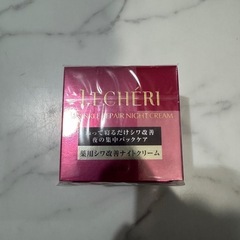 LECHÉRI
WRINKLE REPAIR NIGHT CREAM
塗って寝るだけシワ改善
夜の集中パックケア
薬用シワ改善ナイトクリーム